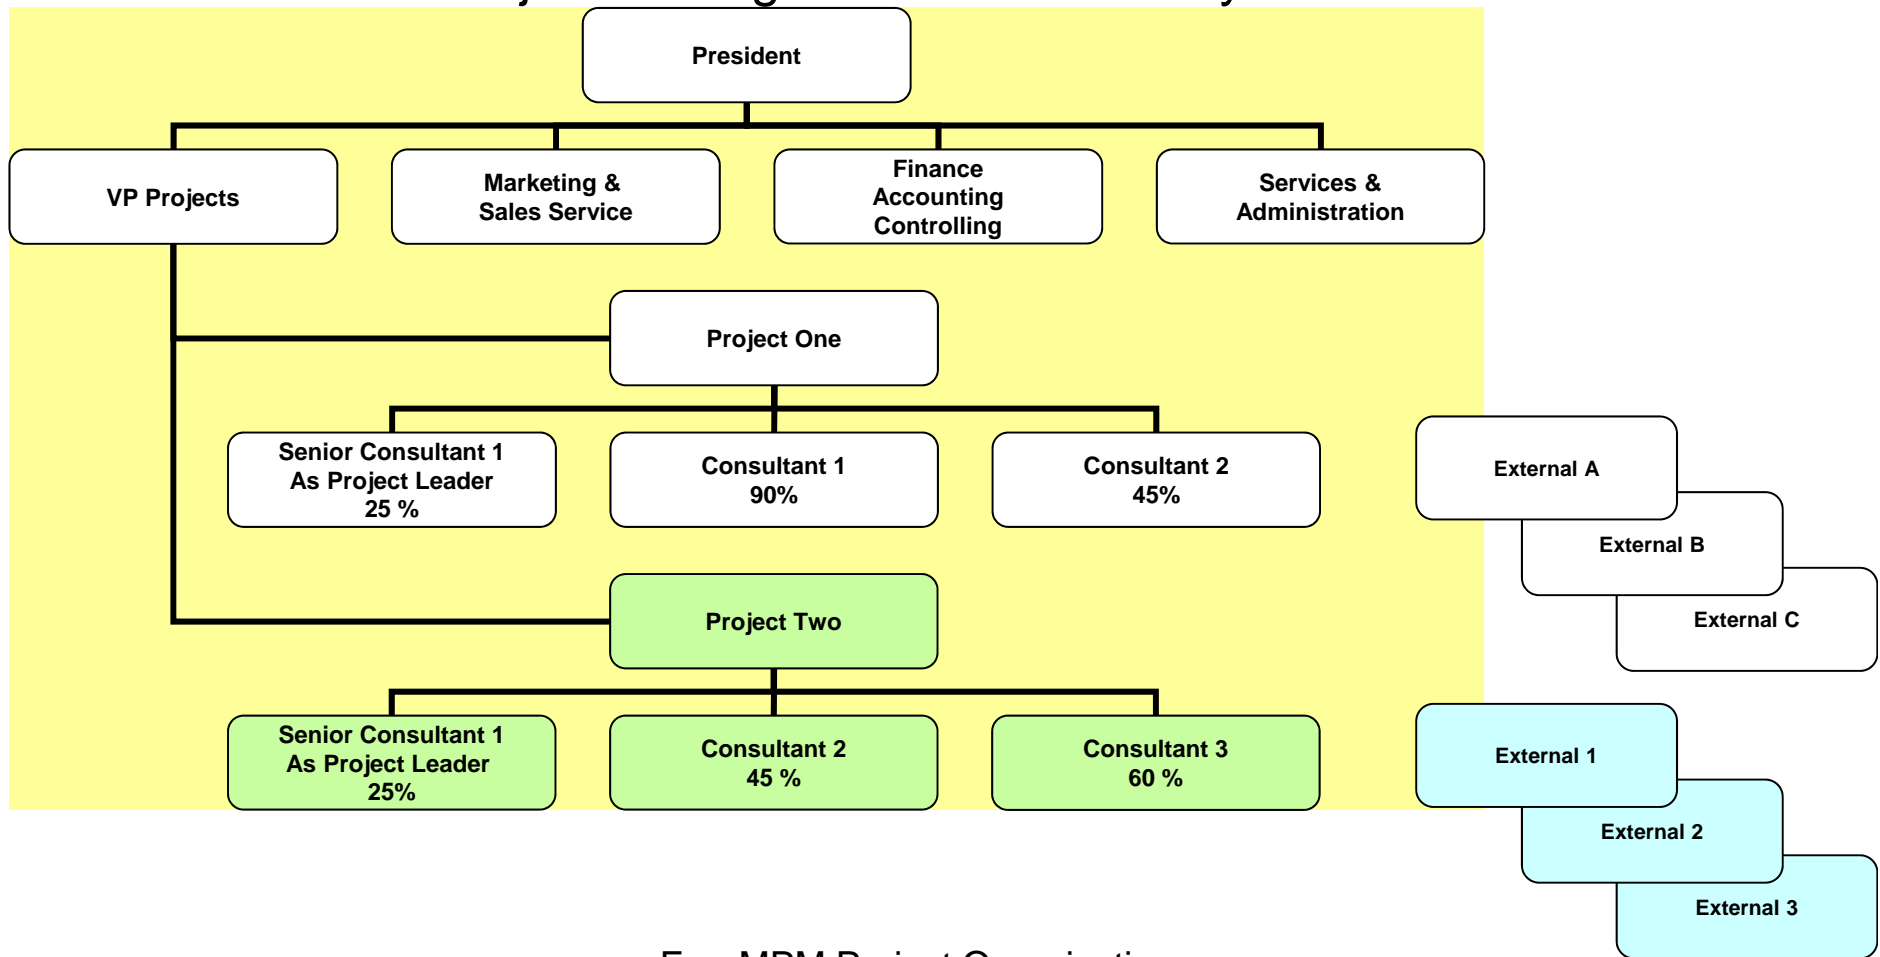 President
VP Projects
Marketing &
Sales Service
Finance
Accounting
Controlling
Services &
Administration
Project One
Senior Consultant 1
As Project Leader
25 %
Consultant 1
90%
Consultant 2
45%
External A
External B
External C
Project Two
Senior Consultant 1
As Project Leader
25%
Consultant 2
45 %
Consultant 3
60 %
External 1
External 2
External 3
MPM Project